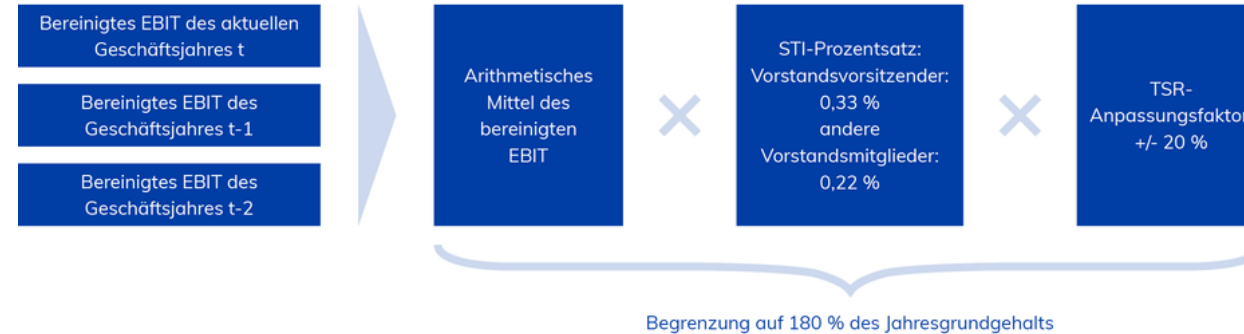 Bereinigtes EBIT des aktuellen
Geschäftsjahres t
Bereinigtes EBIT des
Geschäftsjahres t-1
Bereinigtes EBIT des
Geschäftsjahres t-2
Arithmetisches
Mittel des
bereinigten
EBIT
STI-Prozentsatz:
Vorstandsvorsitzender:
0,33 %
andere
Vorstandsmitglieder:
0,22 %
TSR-
Anpassungsfaktor
+/- 20 %
Begrenzung auf 180 % des Jahresgrundgehalts